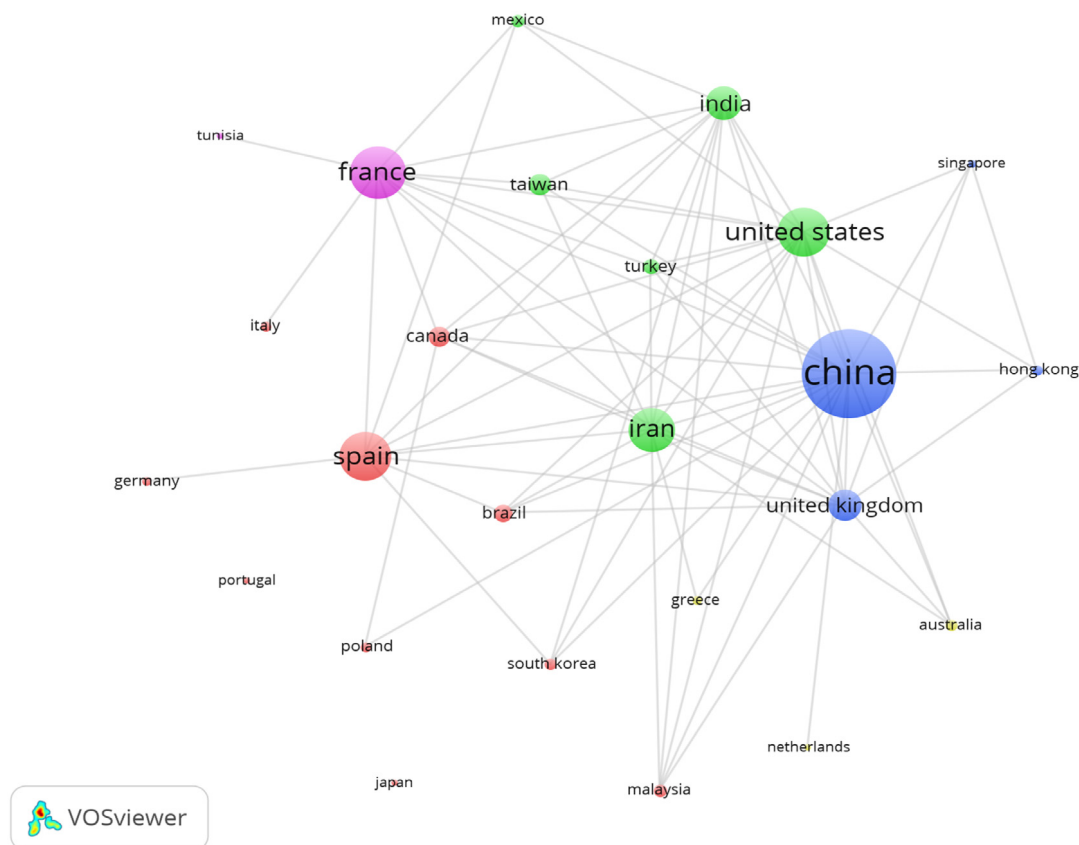 mexico
india
tunisia
singapore
france
taiwan
united states
turkey
italy
canada
china
hong kong
iran
spain
germany
brazil
united kingdom
portugal
greece
australia
poland
south korea
netherlands
japan
malaysia
VOSviewer